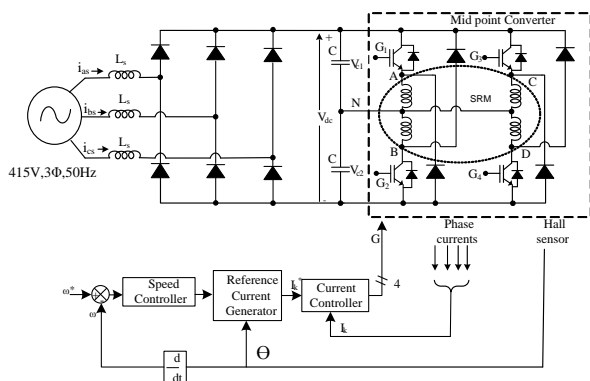 Mid point Converter
L_s
i_as
L_s
i_bs
L_s
i_cs
415V,3Φ,50Hz
+
C
V_c1
V_dc
N
C
V_c2
-
G_1
G_3
A
C
SRM
B
D
G_2
G_4
G
Phase
currents
Hall
sensor
4
ω*
+
-
ω
Speed
Controller
Reference
Current
Generator
I_k*
Current
Controller
I_k
Θ
d
dt